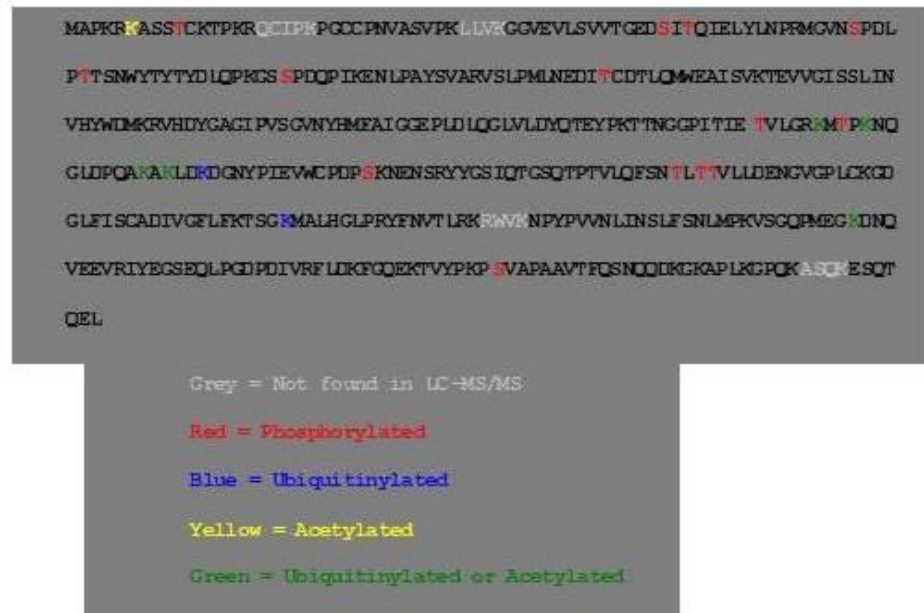 MAPKRKASSTCKTPKRQCIPKPGCCPNVASVPKLLVKGGVEVLSVVTGEDSITQIELYLNPRMGVNSPDL
PTTSNWYTYTYDLQPKGSSPDQPIKENLPAYSVARVSLPMLNEDITCDTLQMWEAISVKTEVVGISSLIN
VHYWDMKRVHDYGAGIPVSGVNYHMFAIGGEPLDLQGLVLDYQTEYPKTTNGGPITIETVLGRKMTPKNQ
GLDPQAKAKLDKDGNYPIEVWCPDPSKNENSRYYGSIQTGSQTPTVLQFSNTLTTVLLDENGVGPLCKGD
GLFISCADIVGFLFKTSGKMALHGLPRYFNVTLRKRWVKNPYPVVNLINSLFSNLMPKVSGQPMEGKDNQ
VEEVRIYEGSEQLPGDPDIVRFLDKFGQEKTVYPKPSVAPAAVTFQSNQQDKGKAPLKGPQKASQKESQT
QEL
Grey = Not found in LC-MS/MS
Red = Phosphorylated
Blue = Ubiquitinylated
Yellow = Acetylated
Green = Ubiquitinylated or Acetylated